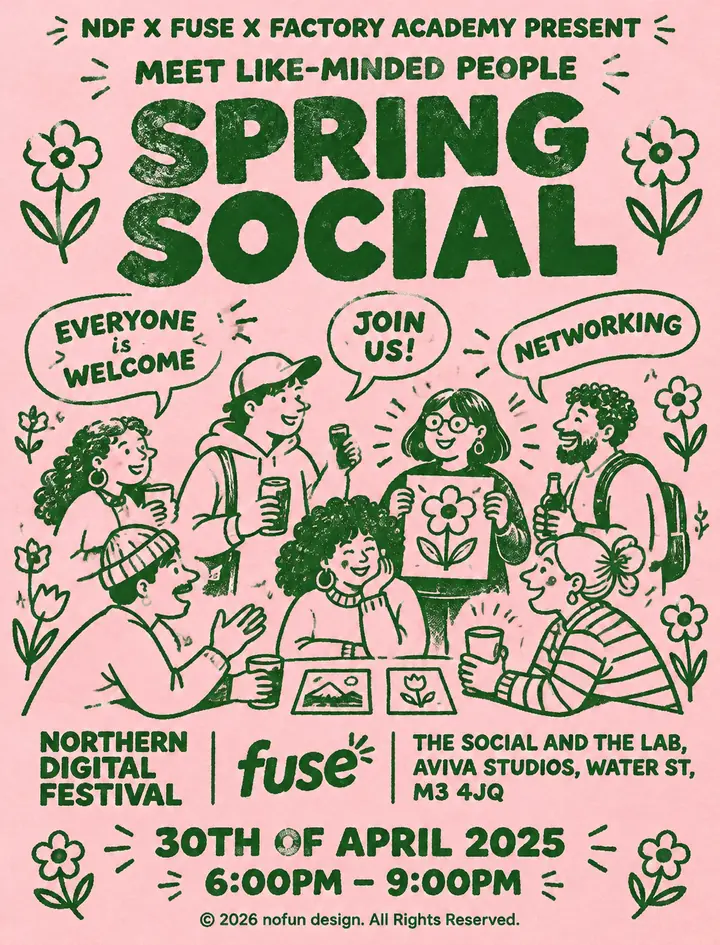 NDF X FUSE X FACTORY ACADEMY PRESENT
MEET LIKE-MINDED PEOPLE
SPRING
SOCIAL
EVERYONE
is
WELCOME
JOIN
US!
NETWORKING
NORTHERN
DIGITAL
FESTIVAL
fuse
THE SOCIAL AND THE LAB,
AVIVA STUDIOS, WATER ST,
M3 4JQ
30TH OF APRIL 2025
6:00PM – 9:00PM
© 2026 nofun design. All Rights Reserved.